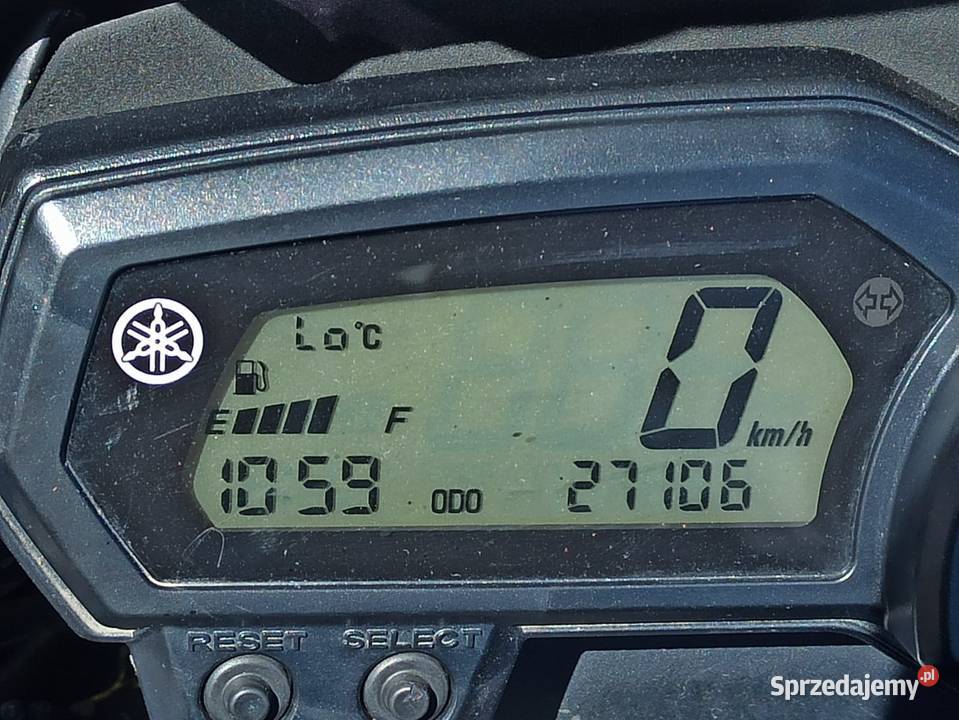 Lo°C
0 km/h
E F
1059 ODO 27106
RESET SELECT
Sprzedajemy.pl